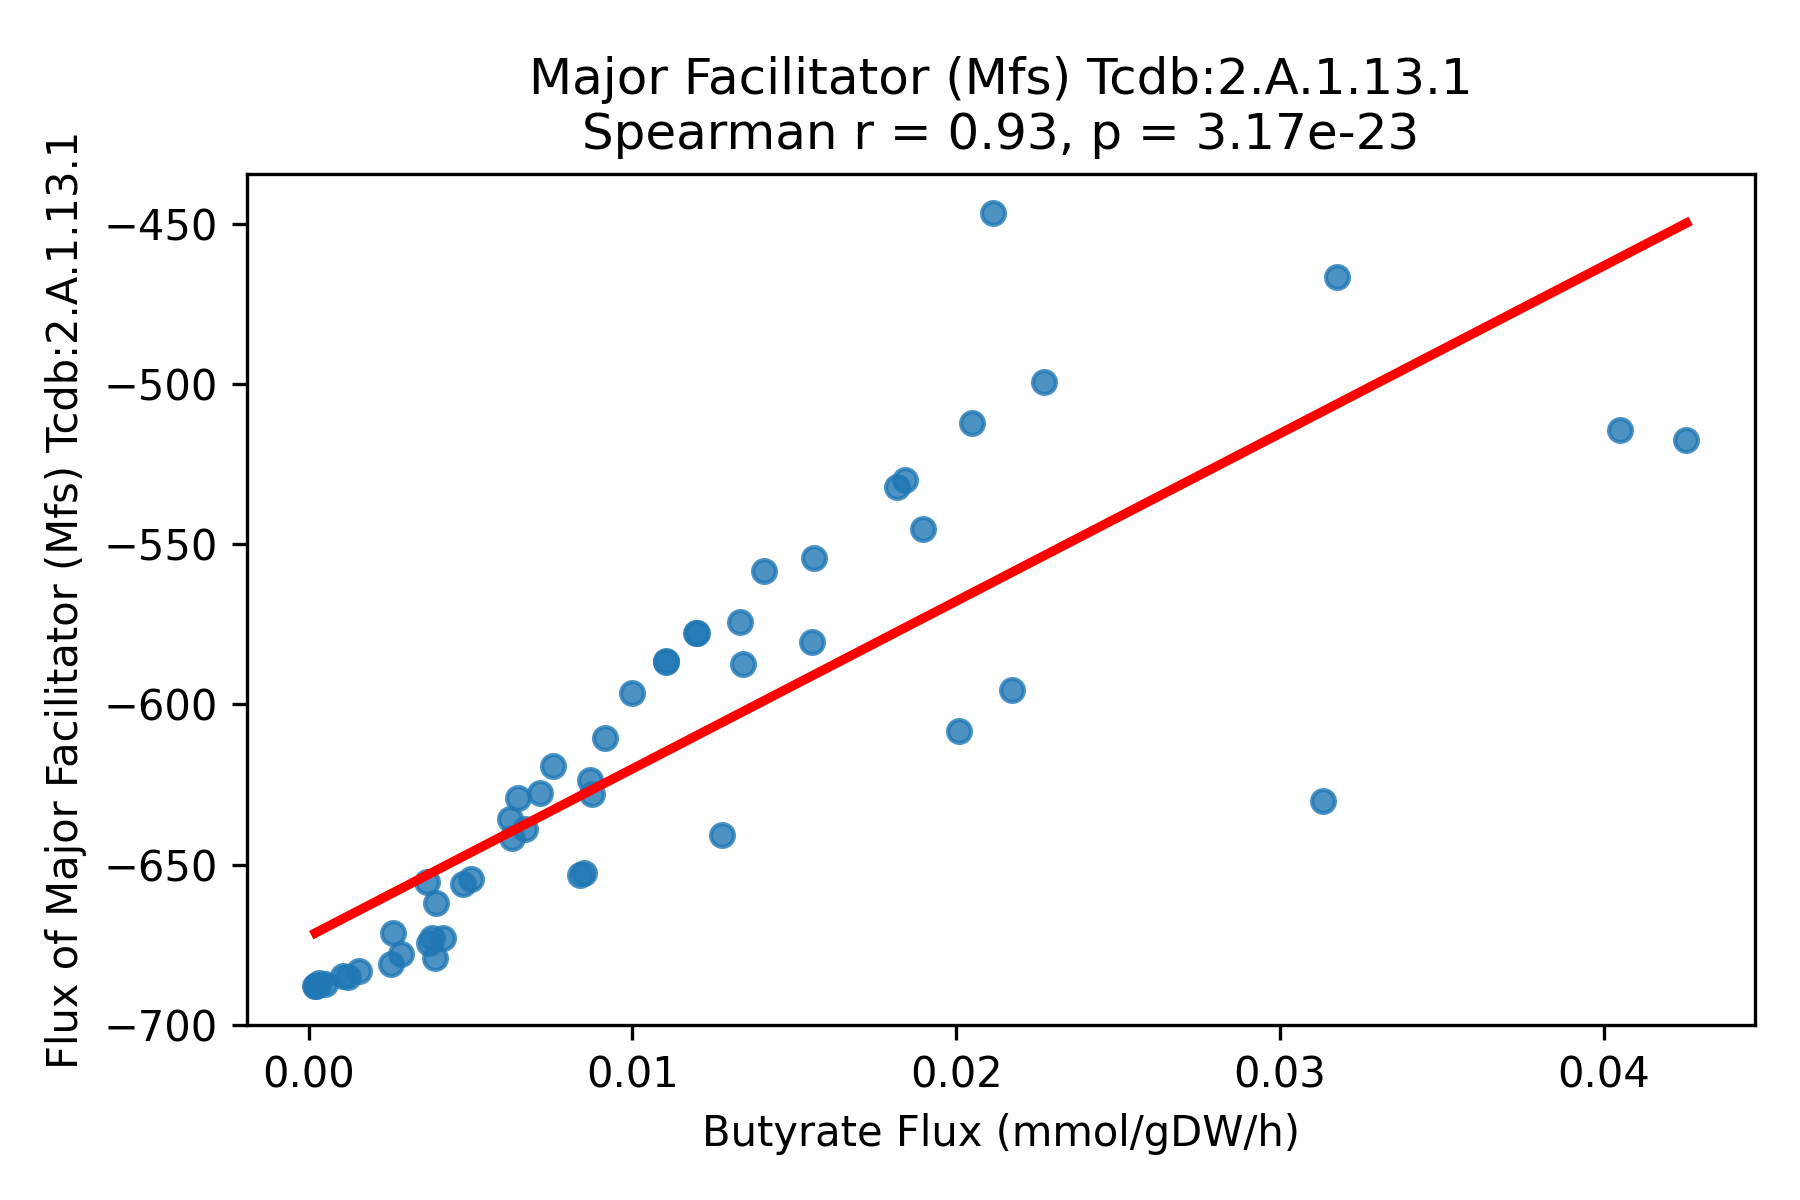 Major Facilitator (Mfs) Tcdb:2.A.1.13.1
Spearman r = 0.93, p = 3.17e-23
Flux of Major Facilitator (Mfs) Tcdb:2.A.1.13.1
−450
−500
−550
−600
−650
−700
0.00
0.01
0.02
0.03
0.04
Butyrate Flux (mmol/gDW/h)